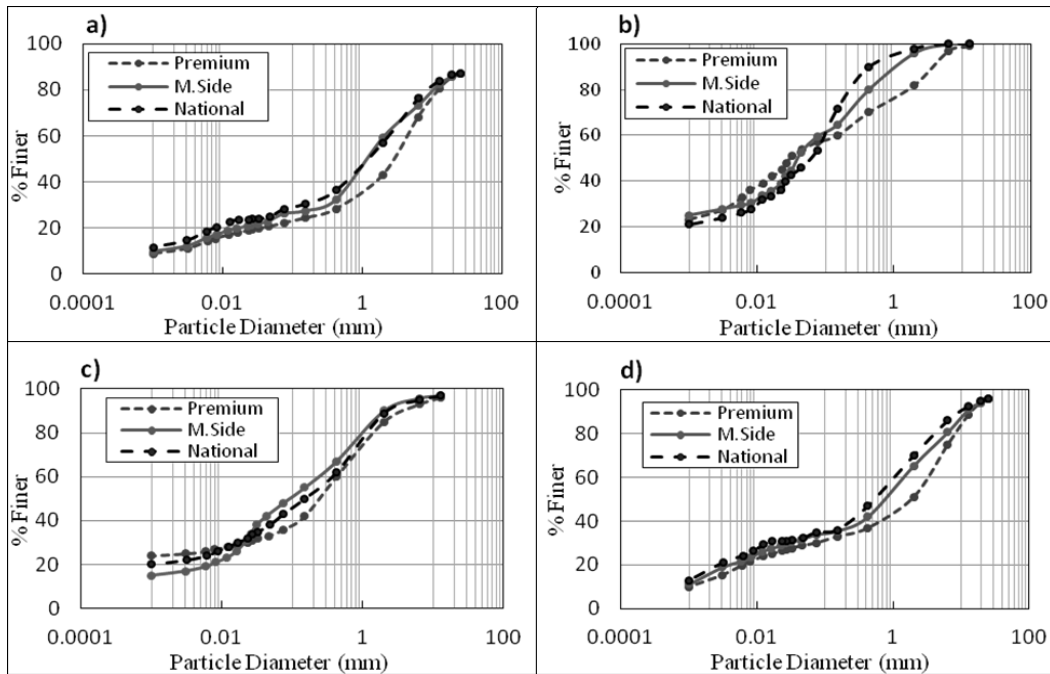 a)
Premium
M.Side
National
100
80
60
40
20
0
% Finer
0.0001
0.01
1
100
Particle Diameter (mm)
b)
Premium
M.Side
National
100
80
60
40
20
0
% Finer
0.0001
0.01
1
100
Particle Diameter (mm)
c)
Premium
M.Side
National
100
80
60
40
20
0
% Finer
0.0001
0.01
1
100
Particle Diameter (mm)
d)
Premium
M.Side
National
100
80
60
40
20
0
% Finer
0.0001
0.01
1
100
Particle Diameter (mm)